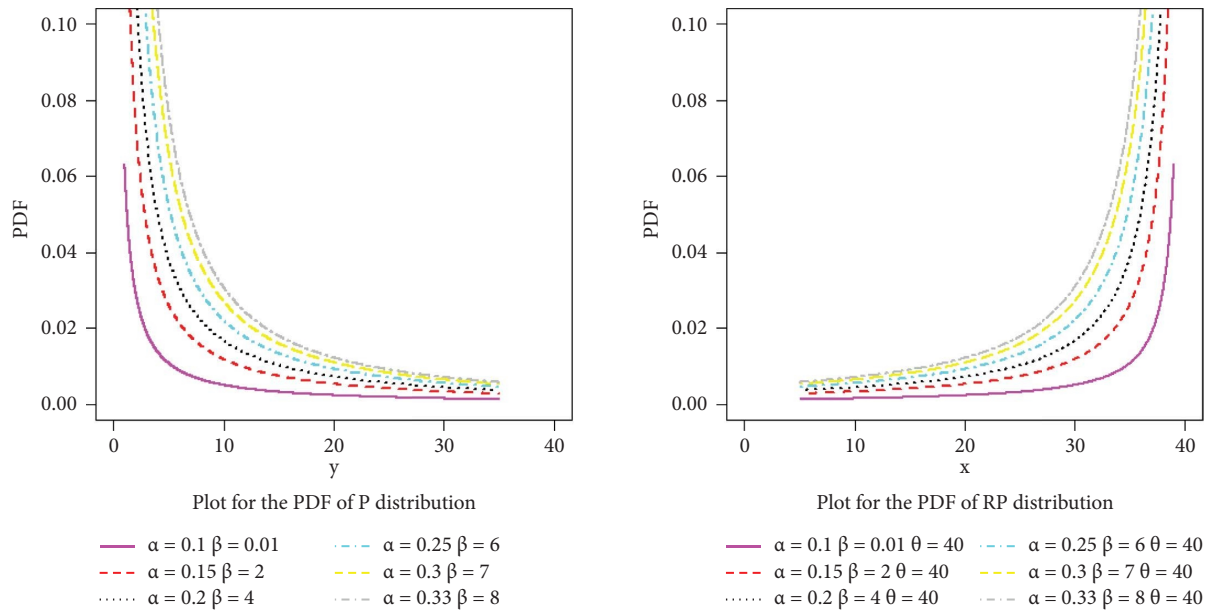 0.10
0.08
0.06
0.04
0.02
0.00
PDF
0 10 20 30 40
y
Plot for the PDF of P distribution
α = 0.1 β = 0.01
α = 0.15 β = 2
α = 0.2 β = 4
α = 0.25 β = 6
α = 0.3 β = 7
α = 0.33 β = 8
0.10
0.08
0.06
0.04
0.02
0.00
PDF
0 10 20 30 40
x
Plot for the PDF of RP distribution
α = 0.1 β = 0.01 θ = 40
α = 0.15 β = 2 θ = 40
α = 0.2 β = 4 θ = 40
α = 0.25 β = 6 θ = 40
α = 0.3 β = 7 θ = 40
α = 0.33 β = 8 θ = 40